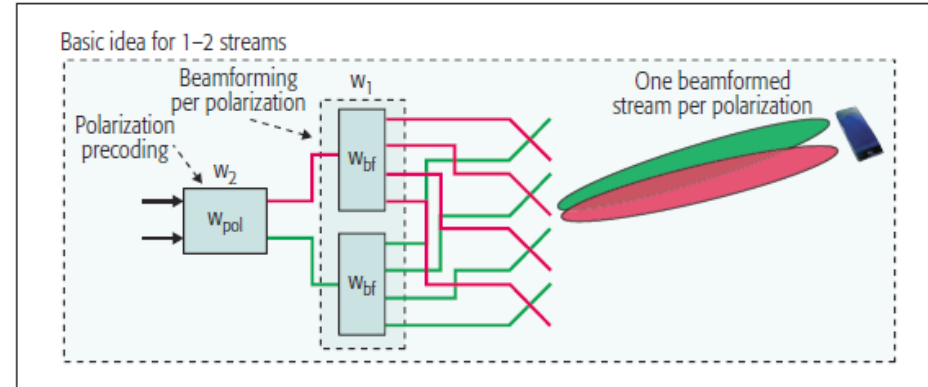 Basic idea for 1–2 streams
Beamforming
per polarization
W1
One beamformed
stream per polarization
Polarization
precoding
W2
Wpol
Wbf
Wbf